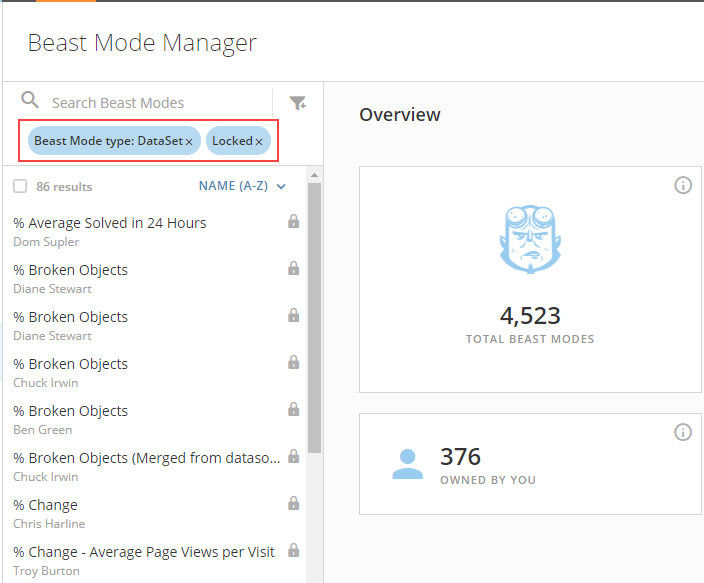 Beast Mode Manager
Search Beast Modes
Beast Mode type: DataSet ×
Locked ×
86 results
NAME (A-Z)
% Average Solved in 24 Hours
Dom Supler
% Broken Objects
Diane Stewart
% Broken Objects
Diane Stewart
% Broken Objects
Chuck Irwin
% Broken Objects
Ben Green
% Broken Objects (Merged from dataso...
Chuck Irwin
% Change
Chris Harline
% Change - Average Page Views per Visit
Troy Burton
Overview
4,523
TOTAL BEAST MODES
376
OWNED BY YOU